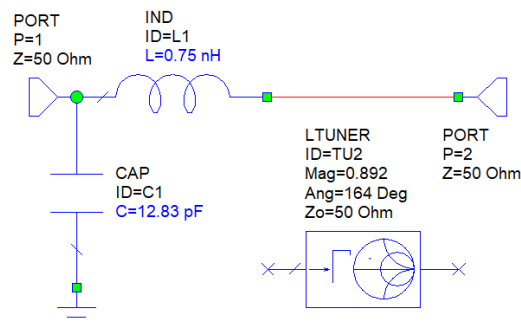 PORT
P=1
Z=50 Ohm
IND
ID=L1
L=0.75 nH
CAP
ID=C1
C=12.83 pF
LTUNER
ID=TU2
Mag=0.892
Ang=164 Deg
Zo=50 Ohm
PORT
P=2
Z=50 Ohm